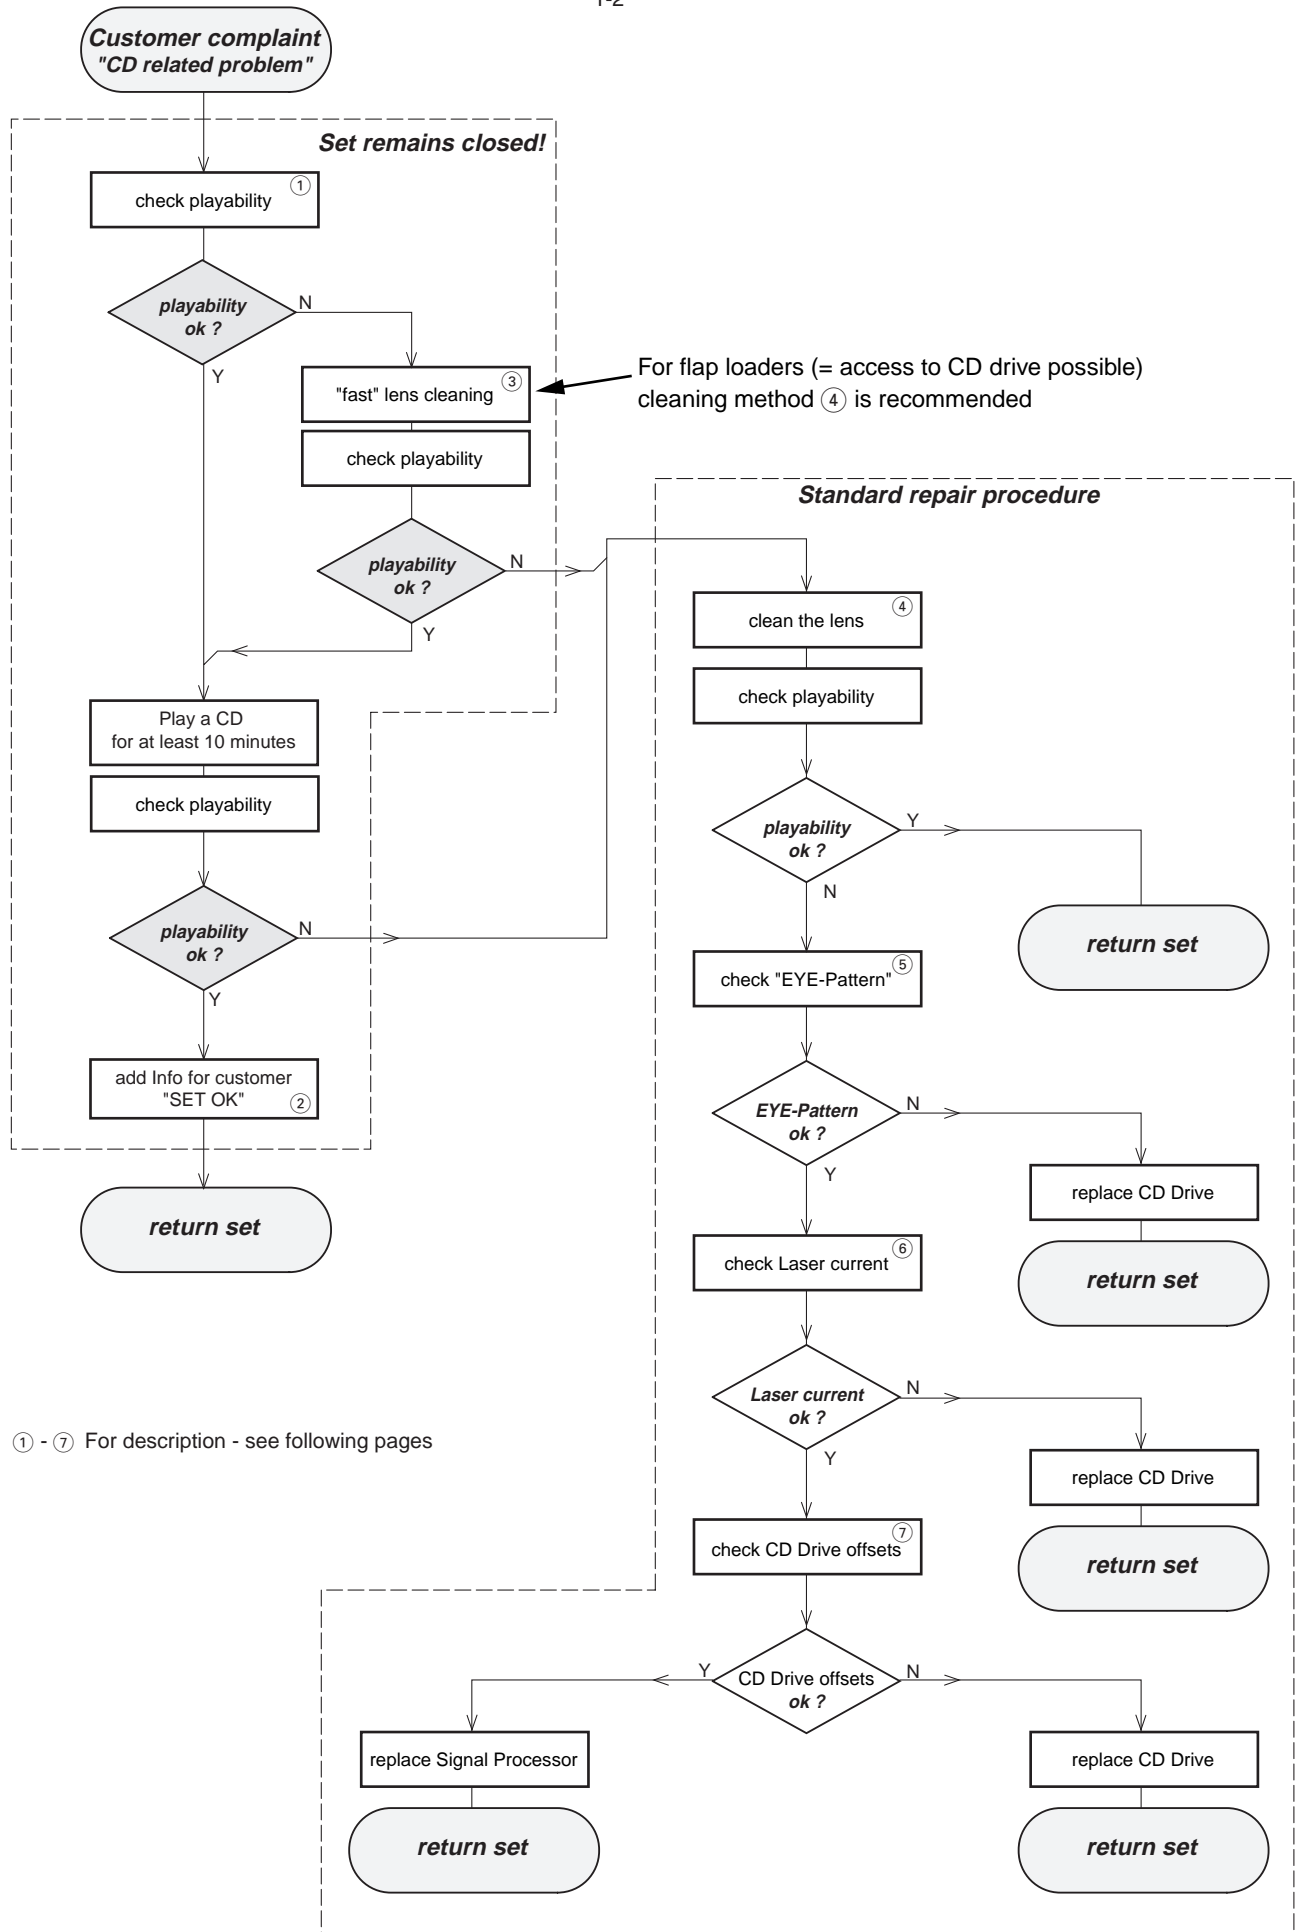 1-2
Customer complaint
"CD related problem"
Set remains closed!
check playability ①
playability
ok ?
N
Y
"fast" lens cleaning ③
For flap loaders (= access to CD drive possible)
cleaning method ④ is recommended
check playability
playability
ok ?
N
Y
Play a CD
for at least 10 minutes
check playability
playability
ok ?
N
Y
add Info for customer
"SET OK" ②
return set
① - ⑦ For description - see following pages
Standard repair procedure
clean the lens ④
check playability
playability
ok ?
Y
N
return set
check "EYE-Pattern" ⑤
EYE-Pattern
ok ?
N
Y
replace CD Drive
return set
check Laser current ⑥
Laser current
ok ?
N
Y
replace CD Drive
return set
check CD Drive offsets ⑦
CD Drive offsets
ok ?
Y
N
replace Signal Processor
return set
replace CD Drive
return set